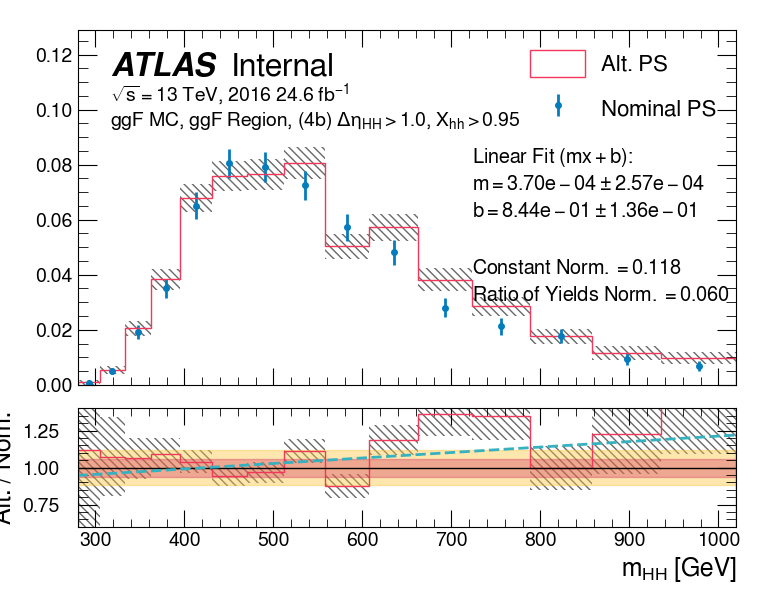 ATLAS Internal
√s = 13 TeV, 2016 24.6 fb⁻¹
ggF MC, ggF Region, (4b) Δη_HH > 1.0, X_hh > 0.95
Alt. PS
Nominal PS
Linear Fit (mx + b):
m = 3.70e − 04 ± 2.57e − 04
b = 8.44e − 01 ± 1.36e − 01
Constant Norm. = 0.118
Ratio of Yields Norm. = 0.060
0.12
0.10
0.08
0.06
0.04
0.02
0.00
Alt. / Nom.
1.25
1.00
0.75
300 400 500 600 700 800 900 1000
m_HH [GeV]